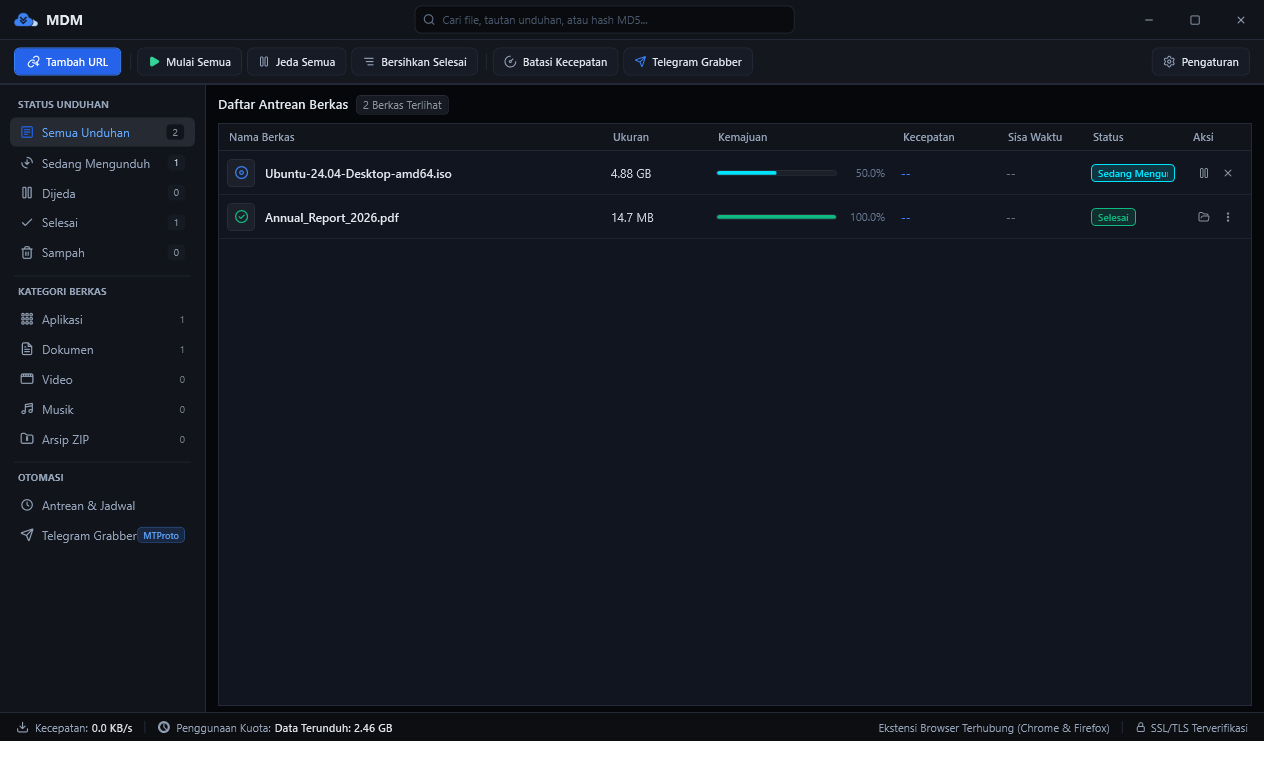 MDM
Cari file, tautan unduhan, atau hash MD5...
Tambah URL
Mulai Semua
Jeda Semua
Bersihkan Selesai
Batasi Kecepatan
Telegram Grabber
Pengaturan
STATUS UNDUHAN
Semua Unduhan 2
Sedang Mengunduh 1
Dijeda 0
Selesai 1
Sampah 0
KATEGORI BERKAS
Aplikasi 1
Dokumen 1
Video 0
Musik 0
Arsip ZIP 0
OTOMASI
Antrean & Jadwal
Telegram Grabber MTProto
Daftar Antrean Berkas 2 Berkas Terlihat
Nama Berkas Ukuran Kemajuan Kecepatan Sisa Waktu Status Aksi
Ubuntu-24.04-Desktop-amd64.iso 4.88 GB 50.0% -- -- Sedang Mengu
Annual_Report_2026.pdf 14.7 MB 100.0% -- -- Selesai
Kecepatan: 0.0 KB/s
Penggunaan Kuota: Data Terunduh: 2.46 GB
Ekstensi Browser Terhubung (Chrome & Firefox)
SSL/TLS Terverifikasi